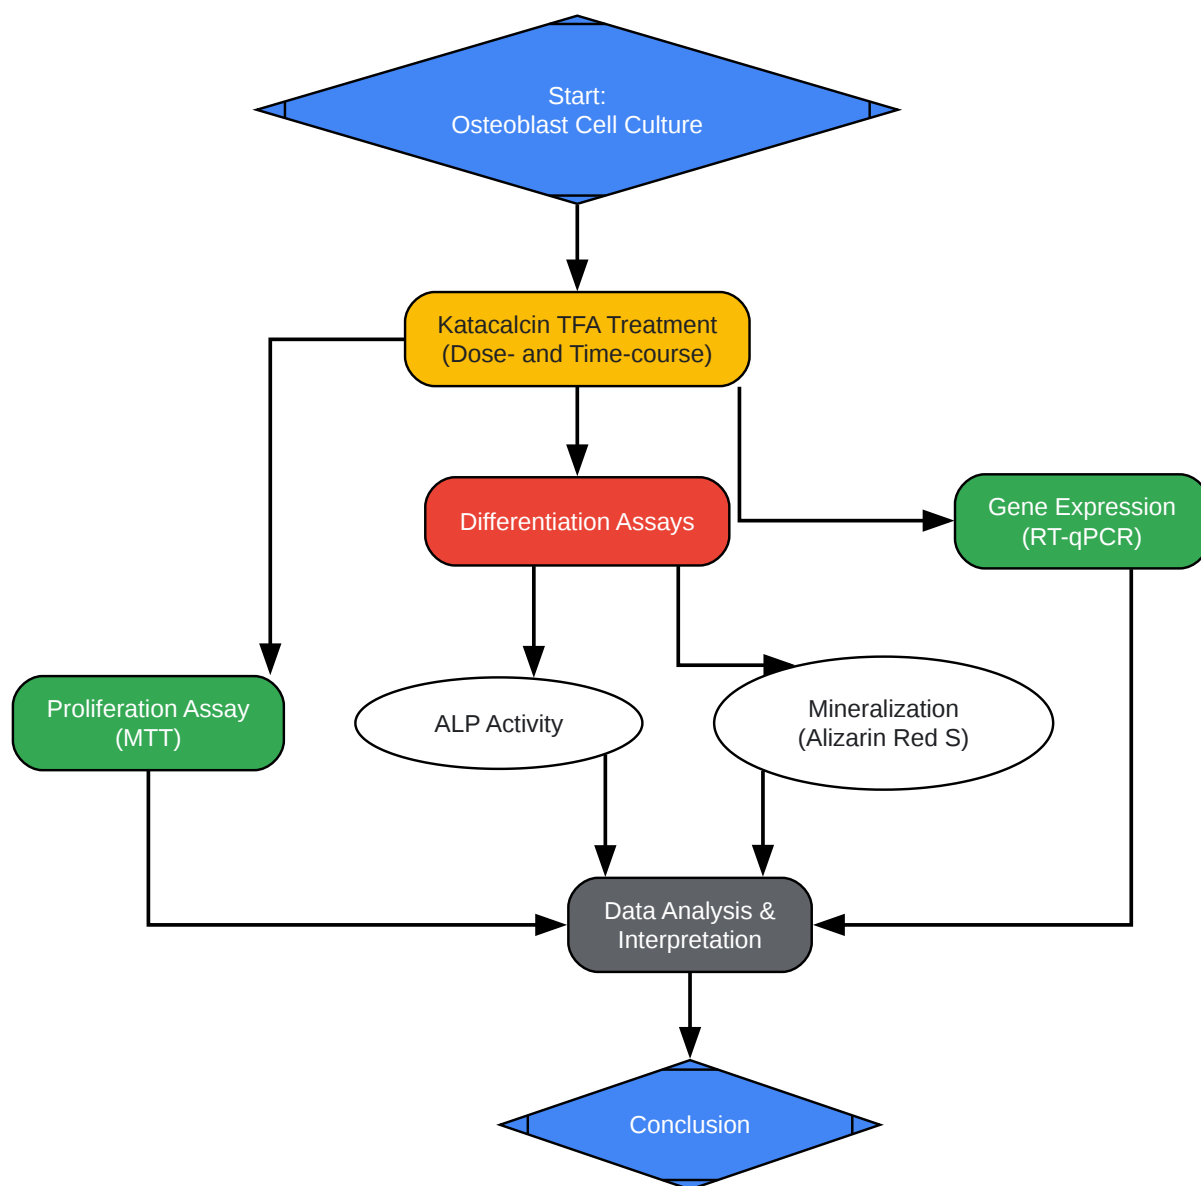 Start:
Osteoblast Cell Culture
Katacalcin TFA Treatment
(Dose- and Time-course)
Differentiation Assays
Gene Expression
(RT-qPCR)
Proliferation Assay
(MTT)
ALP Activity
Mineralization
(Alizarin Red S)
Data Analysis &
Interpretation
Conclusion